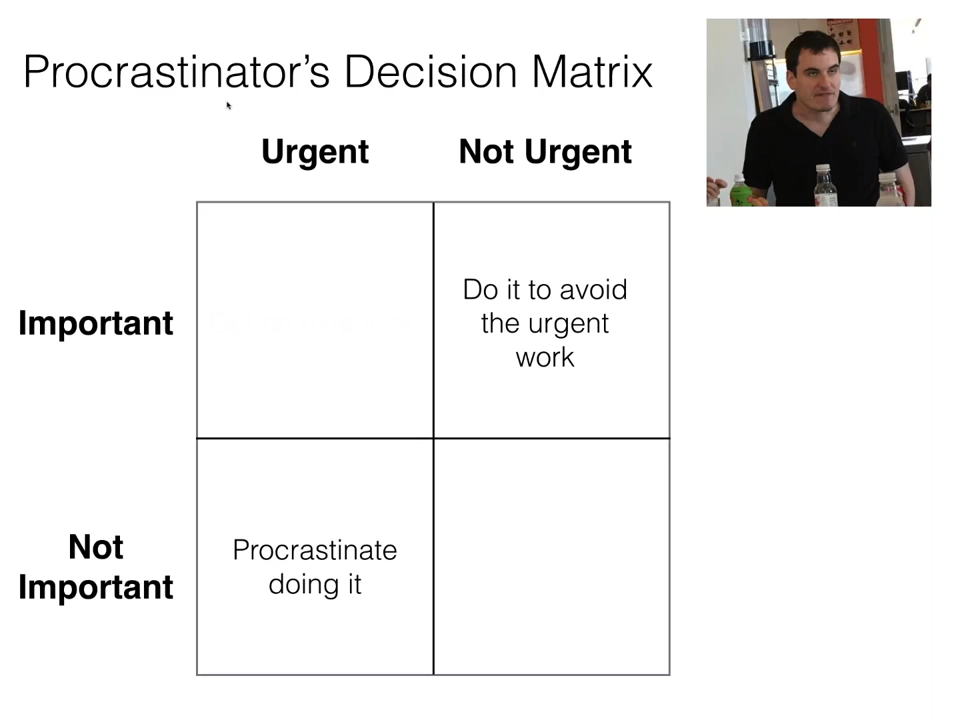 Procrastinator's Decision Matrix
Urgent
Not Urgent
Important
Do it to avoid
the urgent
work
Not
Important
Procrastinate
doing it